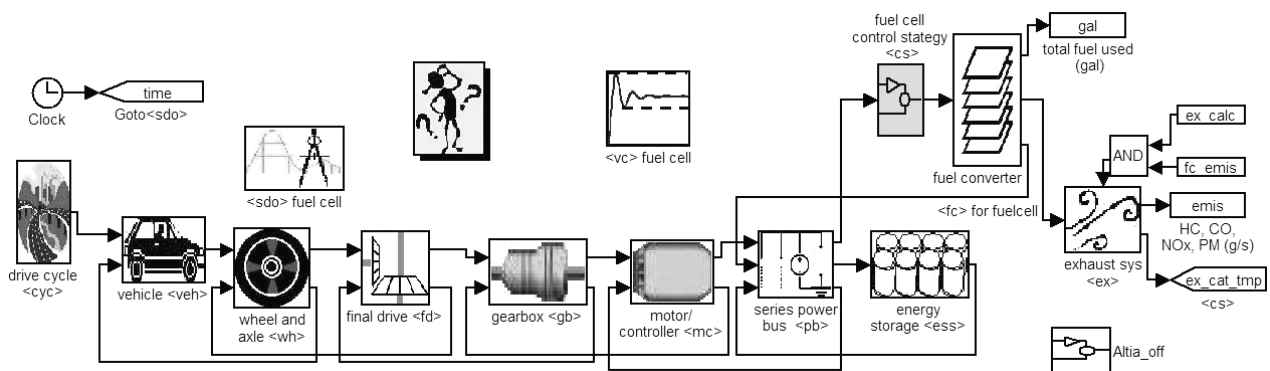 fuel cell
control stategy
<cs>
gal
total fuel used
(gal)
time
Clock
Goto<sdo>
<vc> fuel cell
ex_calc
AND
fc_emis
fuel converter
<sdo> fuel cell
<fc> for fuelcell
emis
HC, CO,
NOx, PM (g/s)
drive cycle
<cyc>
vehicle <veh>
wheel and
axle <wh>
final drive <fd>
gearbox <gb>
motor/
controller <mc>
series power
bus <pb>
energy
storage <ess>
exhaust sys
<ex>
ex_cat_tmp
<cs>
Altia_off